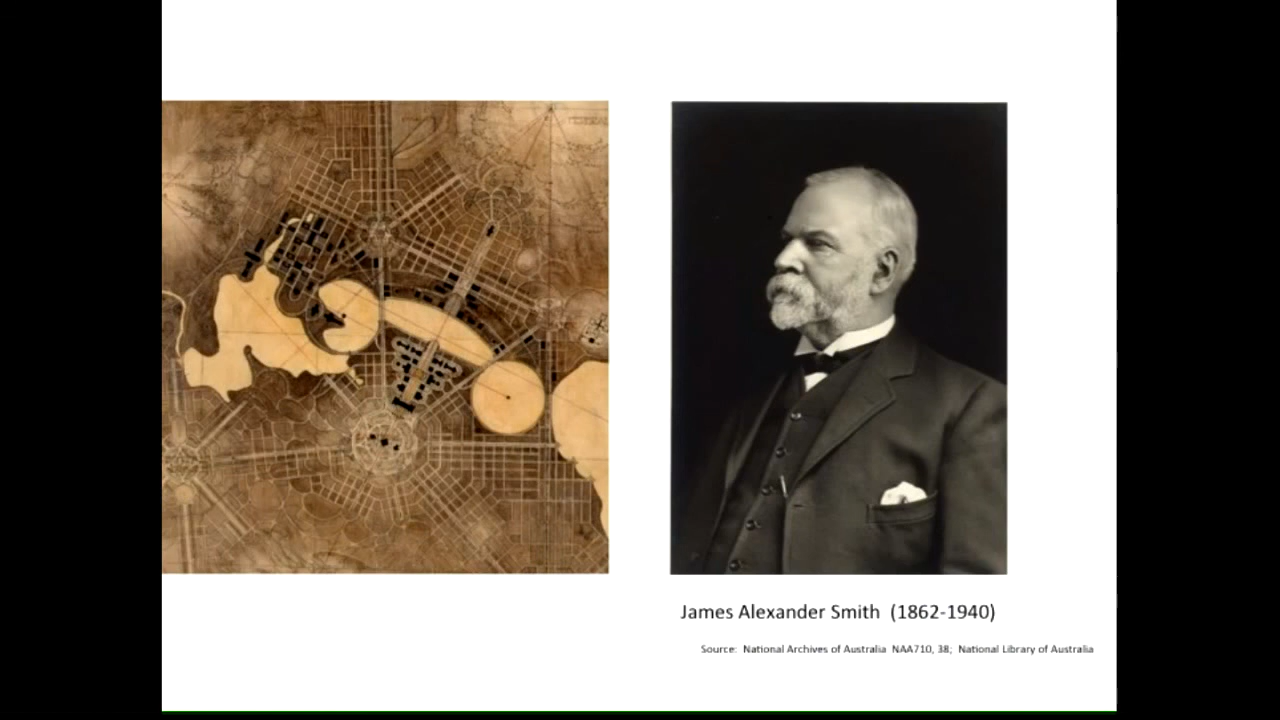 James Alexander Smith (1862-1940)
Source: National Archives of Australia NAA710, 38; National Library of Australia